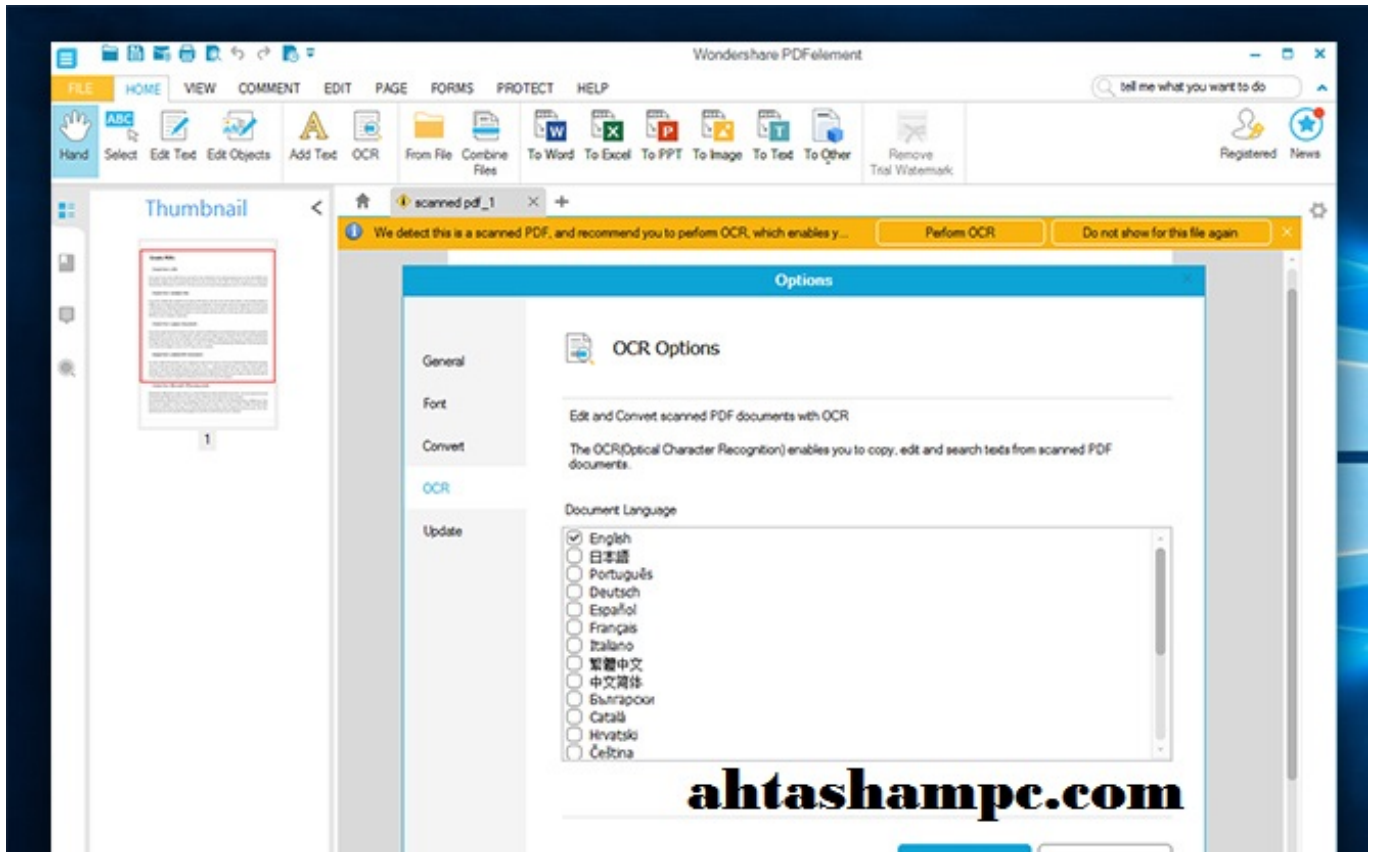 Wondershare PDFelement
FILE HOME VIEW COMMENT EDIT PAGE FORMS PROTECT HELP
tell me what you want to do
Hand Select Edit Text Edit Objects Add Text OCR From File Combine Files To Word To Excel To PPT To Image To Text To Other Remove Trial Watermark Registered News
Thumbnail
scanned pdf_1
We detect this is a scanned PDF, and recommend you to perform OCR, which enables y... Perfom OCR Do not show for this file again
1
Options
General
Font
Convert
OCR
Update
OCR Options
Edit and Convert scanned PDF documents with OCR
The OCR(Optical Character Recognition) enables you to copy, edit and search texts from scanned PDF
documents.
Document Language
English
日本語
Português
Deutsch
Español
Français
Italiano
繁體中文
中文简体
Български
Català
Hrvatski
Čeština
ahtashampc.com